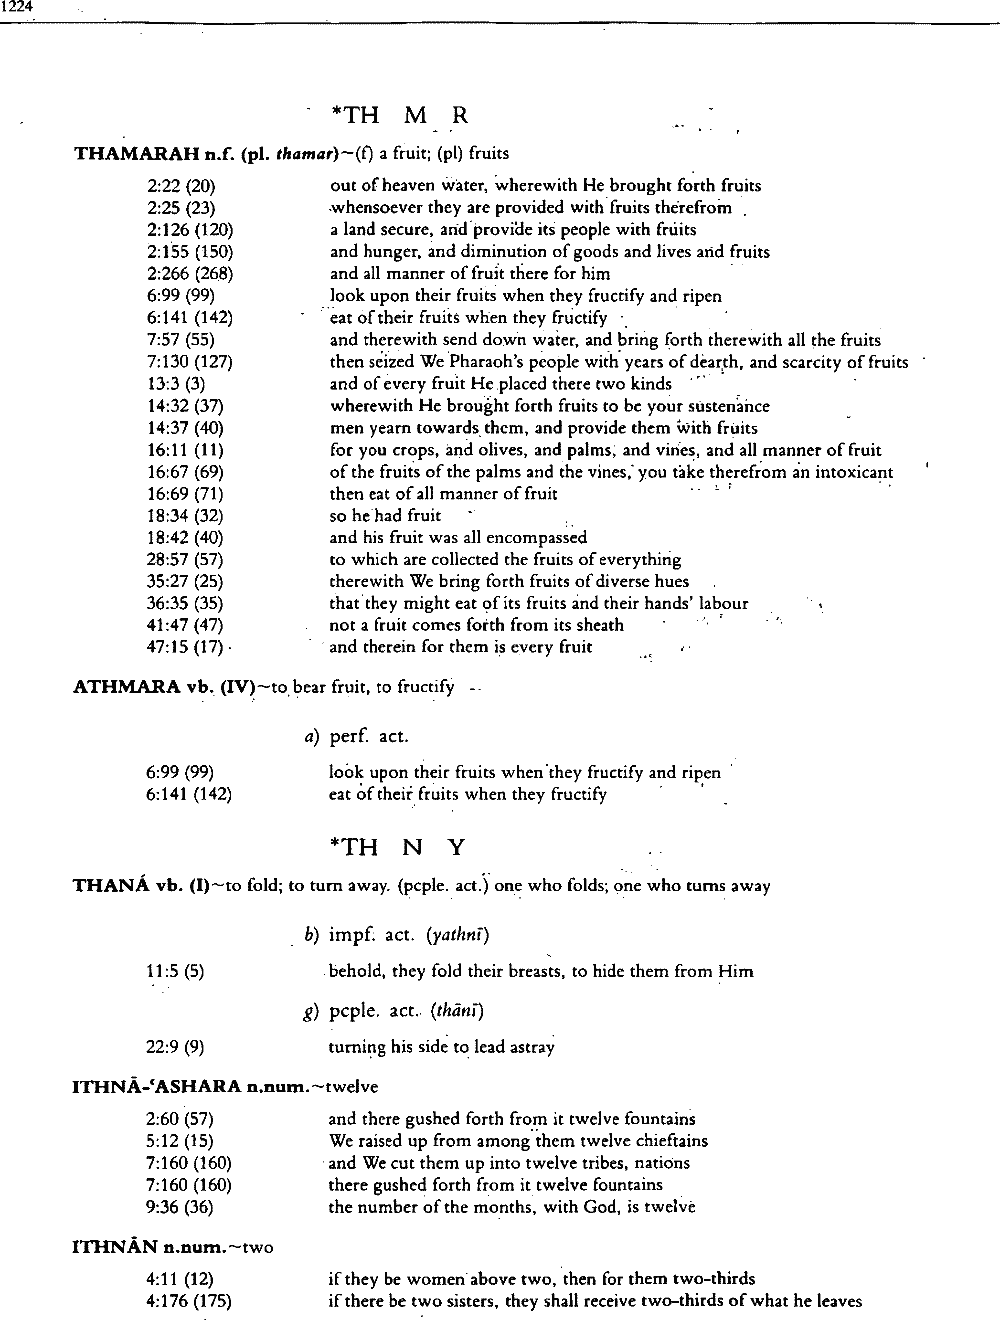 1224
*TH M R
THAMARAH n.f. (pl. thamar)~(f) a fruit; (pl) fruits
2:22 (20) out of heaven water, wherewith He brought forth fruits
2:25 (23) whensoever they are provided with fruits therefrom
2:126 (120) a land secure, and provide its people with fruits
2:155 (150) and hunger, and diminution of goods and lives and fruits
2:266 (268) and all manner of fruit there for him
6:99 (99) look upon their fruits when they fructify and ripen
6:141 (142) eat of their fruits when they fructify
7:57 (55) and therewith send down water, and bring forth therewith all the fruits
7:130 (127) then seized We Pharaoh's people with years of dearth, and scarcity of fruits
13:3 (3) and of every fruit He placed there two kinds
14:32 (37) wherewith He brought forth fruits to be your sustenance
14:37 (40) men yearn towards them, and provide them with fruits
16:11 (11) for you crops, and olives, and palms, and vines, and all manner of fruit
16:67 (69) of the fruits of the palms and the vines, you take therefrom an intoxicant
16:69 (71) then eat of all manner of fruit
18:34 (32) so he had fruit
18:42 (40) and his fruit was all encompassed
28:57 (57) to which are collected the fruits of everything
35:27 (25) therewith We bring forth fruits of diverse hues
36:35 (35) that they might eat of its fruits and their hands' labour
41:47 (47) not a fruit comes forth from its sheath
47:15 (17) and therein for them is every fruit
ATHMARA vb. (IV)~to bear fruit, to fructify
a) perf. act.
6:99 (99) look upon their fruits when they fructify and ripen
6:141 (142) eat of their fruits when they fructify
*TH N Y
THANÁ vb. (I)~to fold; to turn away. (pcple. act.) one who folds; one who turns away
b) impf. act. (yathnī)
11:5 (5) behold, they fold their breasts, to hide them from Him
g) pcple. act. (thānī)
22:9 (9) turning his side to lead astray
ITHNĀ-ʿASHARA n.num.~twelve
2:60 (57) and there gushed forth from it twelve fountains
5:12 (15) We raised up from among them twelve chieftains
7:160 (160) and We cut them up into twelve tribes, nations
7:160 (160) there gushed forth from it twelve fountains
9:36 (36) the number of the months, with God, is twelve
ITHNĀN n.num.~two
4:11 (12) if they be women above two, then for them two-thirds
4:176 (175) if there be two sisters, they shall receive two-thirds of what he leaves